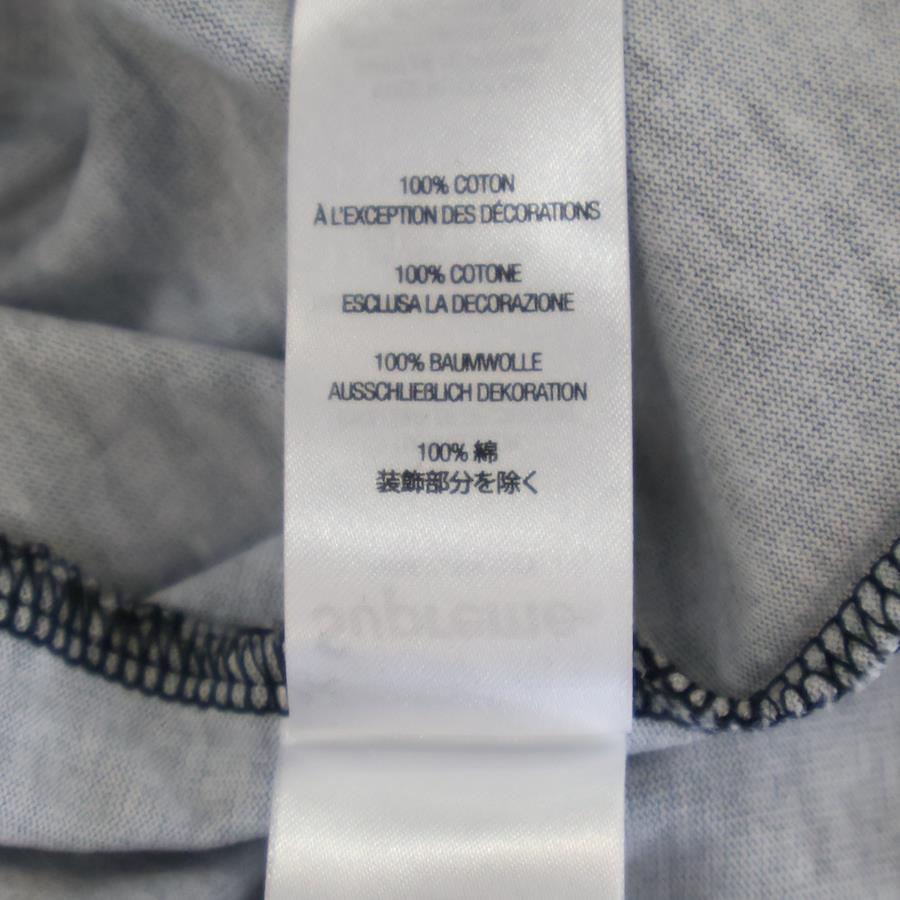 100% COTON
À L'EXCEPTION DES DÉCORATIONS
100% COTONE
ESCLUSA LA DECORAZIONE
100% BAUMWOLLE
AUSSCHLIEßLICH DEKORATION
100% 綿
装飾部分を除く
Supreme